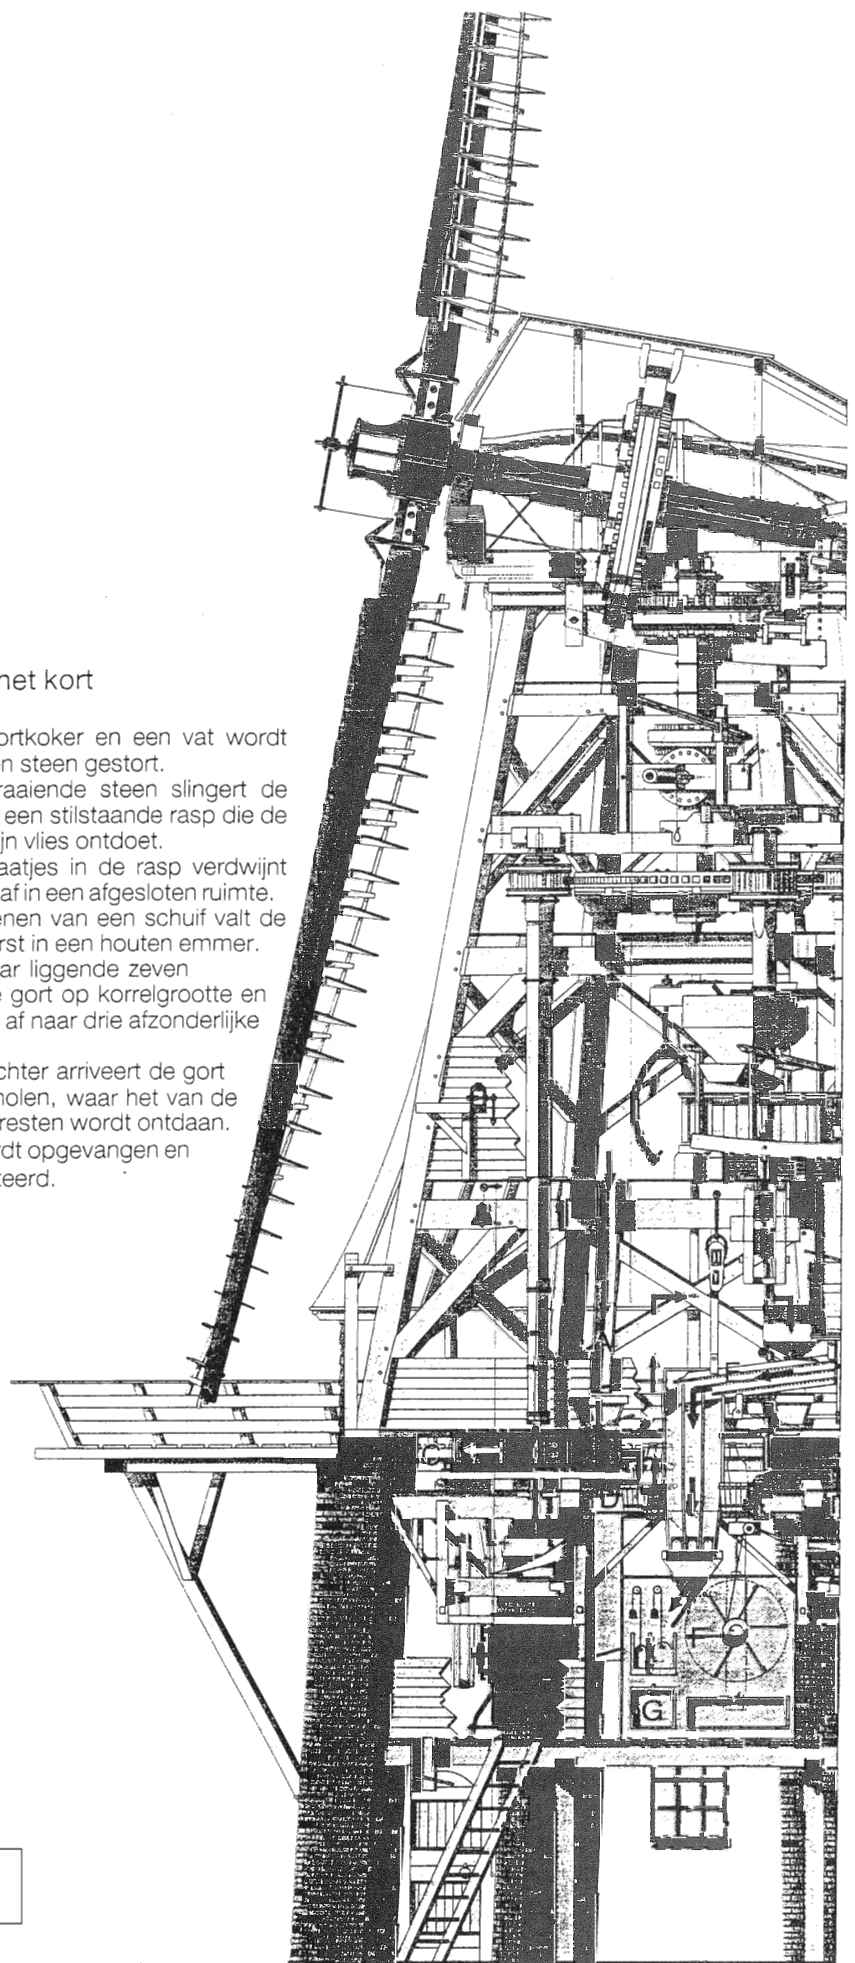 het kort
ortkoker en een vat wordt
en steen gestort.
raaiende steen slingert de
een stilstaande rasp die de
ijn vlies ontdoet.
aatjes in de rasp verdwijnt
af in een afgesloten ruimte.
enen van een schuif valt de
rst in een houten emmer.
ar liggende zeven
e gort op korrelgrootte en
af naar drie afzonderlijke
chter arriveert de gort
nolen, waar het van de
resten wordt ontdaan.
rdt opgevangen en
teerd.
C
G